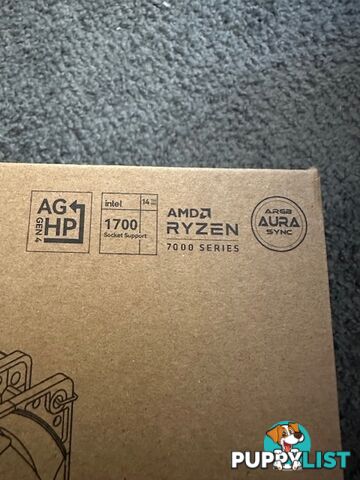 AG
GEN 4
HP
intel
14
1700
Socket Support
AMD
RYZEN
7000 SERIES
ARGB
AURA
SYNC
PUPPYLIST